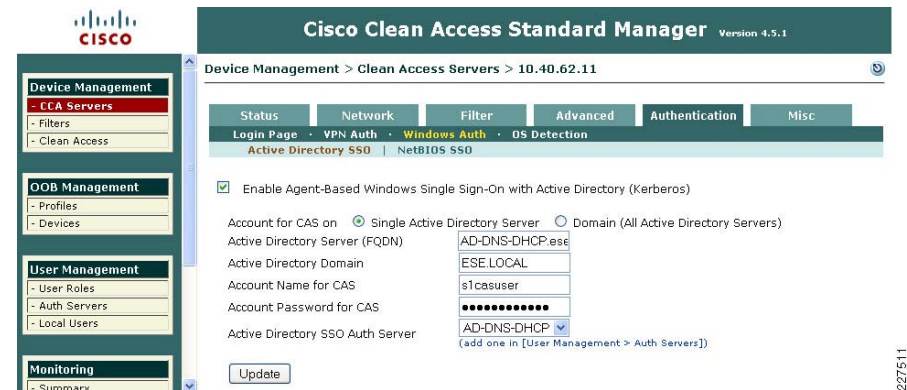 CISCO
Cisco Clean Access Standard Manager Version 4.5.1
Device Management > Clean Access Servers > 10.40.62.11
Device Management
- CCA Servers
- Filters
- Clean Access
OOB Management
- Profiles
- Devices
User Management
- User Roles
- Auth Servers
- Local Users
Monitoring
- Summary
Status Network Filter Advanced Authentication Misc
Login Page · VPN Auth · Windows Auth · OS Detection
Active Directory SSO | NetBIOS SSO
Enable Agent-Based Windows Single Sign-On with Active Directory (Kerberos)
Account for CAS on Single Active Directory Server Domain (All Active Directory Servers)
Active Directory Server (FQDN) AD-DNS-DHCP.ese
Active Directory Domain ESE.LOCAL
Account Name for CAS s1casuser
Account Password for CAS ●●●●●●●●●●●●
Active Directory SSO Auth Server AD-DNS-DHCP
(add one in [User Management > Auth Servers])
Update
227511